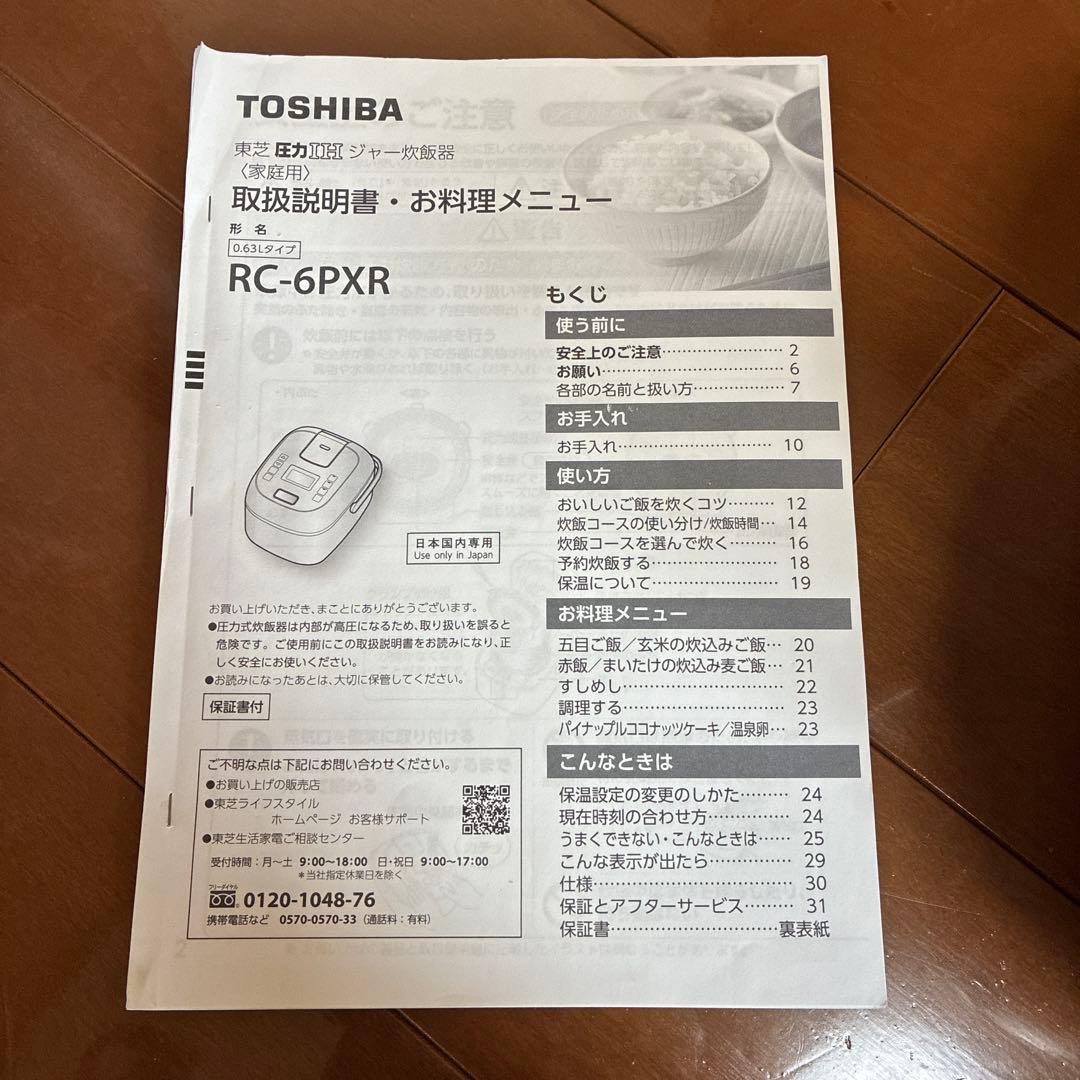 TOSHIBA
東芝 圧力IH ジャー炊飯器
〈家庭用〉
取扱説明書・お料理メニュー
形 名
0.63Lタイプ
RC-6PXR
日本国内専用
Use only in Japan
お買い上げいただき、まことにありがとうございます。
●圧力式炊飯器は内部が高圧になるため、取り扱いを誤ると
危険です。ご使用前にこの取扱説明書をお読みになり、正
しく安全にお使いください。
●お読みになったあとは、大切に保管してください。
保証書付
ご不明な点は下記にお問い合わせください。
●お買い上げの販売店
●東芝ライフスタイル
ホームページ お客様サポート
●東芝生活家電ご相談センター
受付時間：月〜土 9:00〜18:00 日・祝日 9:00〜17:00
＊当社指定休業日を除く
フリーダイヤル
0120-1048-76
携帯電話など 0570-0570-33（通話料：有料）
もくじ
使う前に
安全上のご注意…………………… 2
お願い……………………………… 6
各部の名前と扱い方……………… 7
お手入れ
お手入れ………………………… 10
使い方
おいしいご飯を炊くコツ……… 12
炊飯コースの使い分け/炊飯時間… 14
炊飯コースを選んで炊く……… 16
予約炊飯する…………………… 18
保温について…………………… 19
お料理メニュー
五目ご飯／玄米の炊込みご飯… 20
赤飯／まいたけの炊込み麦ご飯… 21
すしめし………………………… 22
調理する………………………… 23
パイナップルココナッツケーキ／温泉卵… 23
こんなときは
保温設定の変更のしかた……… 24
現在時刻の合わせ方…………… 24
うまくできない・こんなときは…… 25
こんな表示が出たら…………… 29
仕様……………………………… 30
保証とアフターサービス……… 31
保証書…………………………裏表紙